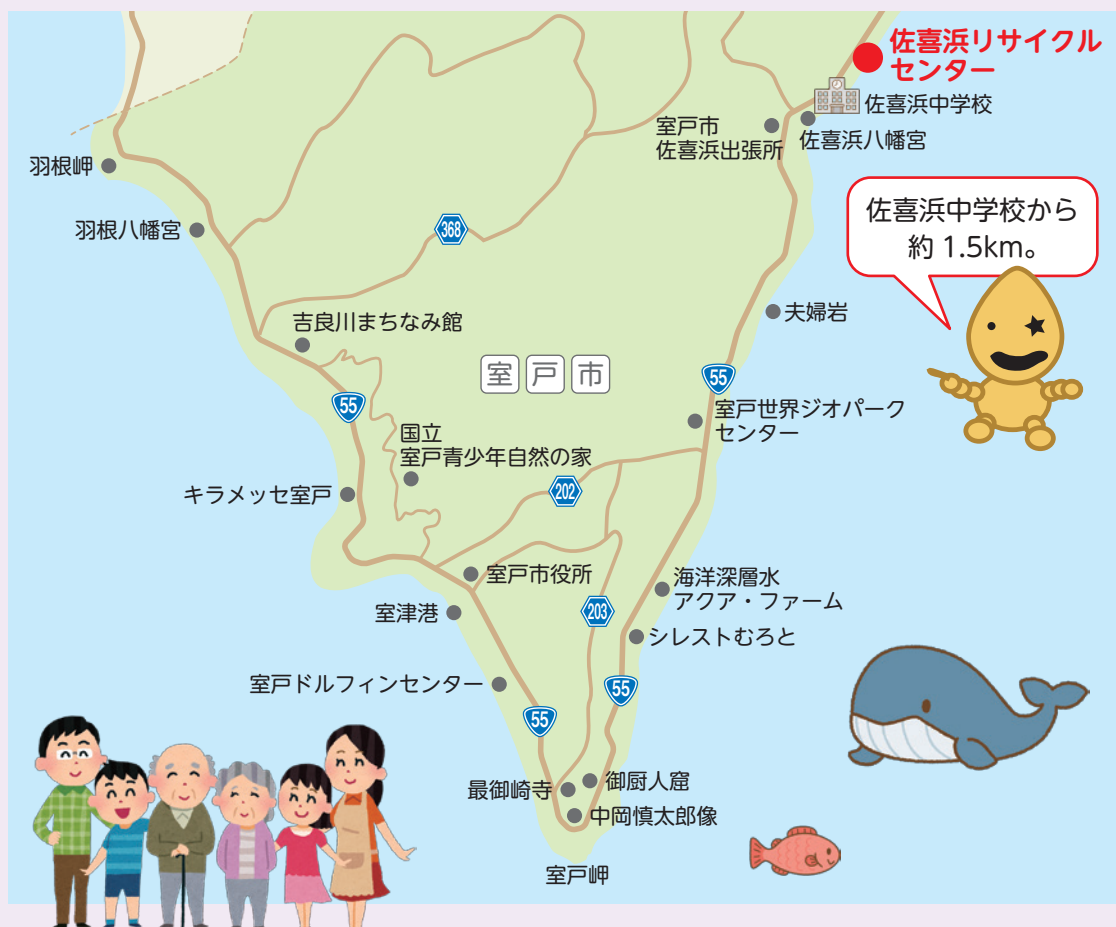 佐喜浜リサイクル
センター
佐喜浜中学校
室戸市
佐喜浜出張所
佐喜浜八幡宮
羽根岬
佐喜浜中学校から
約1.5km。
羽根八幡宮
368
夫婦岩
吉良川まちなみ館
室戸市
55
55
室戸世界ジオパーク
センター
国立
室戸青少年自然の家
キラメッセ室戸
202
室戸市役所
海洋深層水
アクア・ファーム
室津港
203
シレストむろと
室戸ドルフィンセンター
55
55
最御崎寺
御厨人窟
中岡慎太郎像
室戸岬